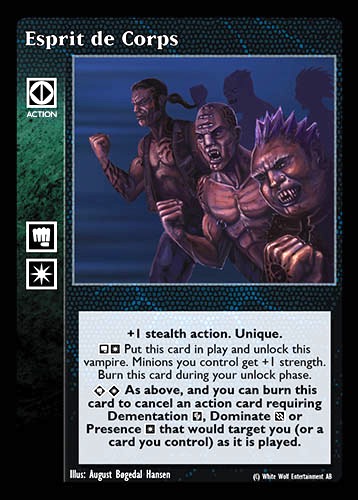 Esprit de Corps
ACTION
+1 stealth action. Unique.
Put this card in play and unlock this
vampire. Minions you control get +1 strength.
Burn this card during your unlock phase.
As above, and you can burn this
card to cancel an action card requiring
Dementation , Dominate or
Presence that would target you (or a
card you control) as it is played.
Illus: August Bøgedal Hansen
(C) White Wolf Entertainment AB